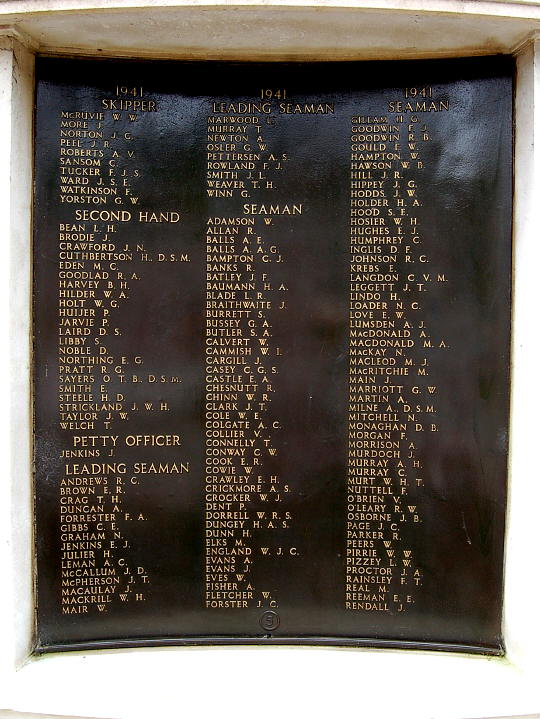 1941
SKIPPER
McRUVIE W. W.
MORE J.
NORTON J. G.
PEEL J. R.
ROBERTS A. V.
SANSOM C.
TUCKER F. J. S.
WARD J. S. E.
WATKINSON F.
YORSTON G. W.
SECOND HAND
BEAN L. H.
BRODIE J.
CRAWFORD J. N.
CUTHBERTSON H., D.S.M.
EDEN M. C.
GOODLAD R. A.
HARVEY B. H.
HILDER W. A.
HOLT W. G.
HUIJER P.
JARVIE P.
LAIRD D. S.
LIBBY S.
NOBLE D.
NORTHING E. G.
PRATT R. G.
SAYERS O. T. B., D.S.M.
SMITH E.
STEELE H. D.
STRICKLAND J. W. H.
TAYLOR J. W.
WELCH T.
PETTY OFFICER
JENKINS J.
LEADING SEAMAN
ANDREWS R. C.
BROWN E. R.
CRAG T. H.
DUNCAN A.
FORRESTER F. A.
GIBBS C. E.
GRAHAM N.
JENKINS E. J.
JULIER H.
LEMAN A. C.
McCALLUM J. D.
McPHERSON J. T.
MACAULAY J.
MACKRILL W. H.
MAIR W.
1941
LEADING SEAMAN
MARWOOD L.
MURRAY T.
NEWTON A.
OSLER G. W.
PETTERSEN A. S.
ROWLAND F. J.
SMITH J. L.
WEAVER T. H.
WINN G.
SEAMAN
ADAMSON W.
ALLAN R.
BALLS A. E.
BALLS A. A. G.
BAMPTON C. J.
BANKS R.
BATLEY J. F.
BAUMANN H. A.
BLADE L. R.
BRAITHWAITE J.
BURRETT S.
BUSSEY G. A.
BUTLER S. A.
CALVERT W.
CAMMISH W. I.
CARGILL J.
CASEY C. G. S.
CASTLE E. A.
CHESNUTT R.
CHINN W. R.
CLARK J. T.
COLE W. E.
COLGATE A. C.
COLLIER V.
CONNELLY T.
CONWAY C. W.
COOK E. R.
COWIE W.
CRAWLEY E. H.
CRICKMORE A. S.
CROCKER W. J.
DENT P.
DORRELL W. R. S.
DUNGEY H. A. S.
DUNN H.
ELKS M.
ENGLAND W. J. C.
EVANS A.
EVANS J.
EVES W.
FISHER A.
FLETCHER W.
FORSTER J. C.
51
1941
SEAMAN
GILLAM H. G.
GOODWIN E. J.
GOODWIN R. B.
GOULD E. W.
HAMPTON W.
HAWSON W. B.
HILL J. R.
HIPPEY J. G.
HODDS J. W.
HOLDER H. A.
HOOD S. E.
HOSIER W. H.
HUGHES E. J.
HUMPHREY C.
INGLIS D. F.
JOHNSON R. C.
KREBS E.
LANGDON C. V. M.
LEGGETT J. T.
LINDO H.
LOADER N. C.
LOVE E. W.
LUMSDEN A. J.
MACDONALD A.
MACDONALD M. A.
MACKAY N.
MACLEOD M. J.
MACRITCHIE M.
MAIN J.
MARRIOTT G. W.
MARTIN A.
MILNE A., D.S.M.
MITCHELL N.
MONAGHAN D. B.
MORGAN F.
MORRISON A.
MURDOCH J.
MURRAY A. H.
MURRAY C.
MURT W. H. T.
NUTTELL F.
O'BRIEN V.
O'LEARY R. W.
OSBORNE J. B.
PAGE J. C.
PARKER R.
PEERS W.
PIRRIE W. W.
PIZZEY L. W.
PROCTOR J. A.
RAINSLEY F. T.
REAL M.
REEMAN E. E.
RENDALL J.